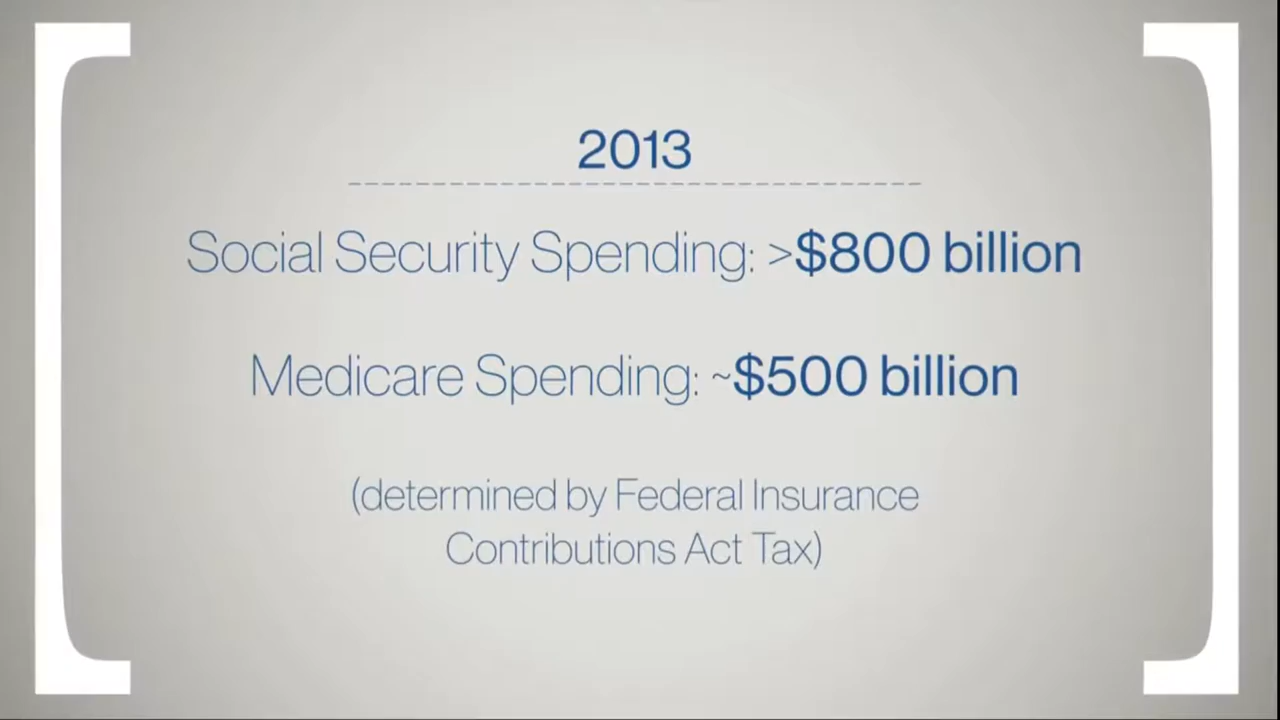 2013
Social Security Spending: >$800 billion
Medicare Spending: ~$500 billion
(determined by Federal Insurance
Contributions Act Tax)